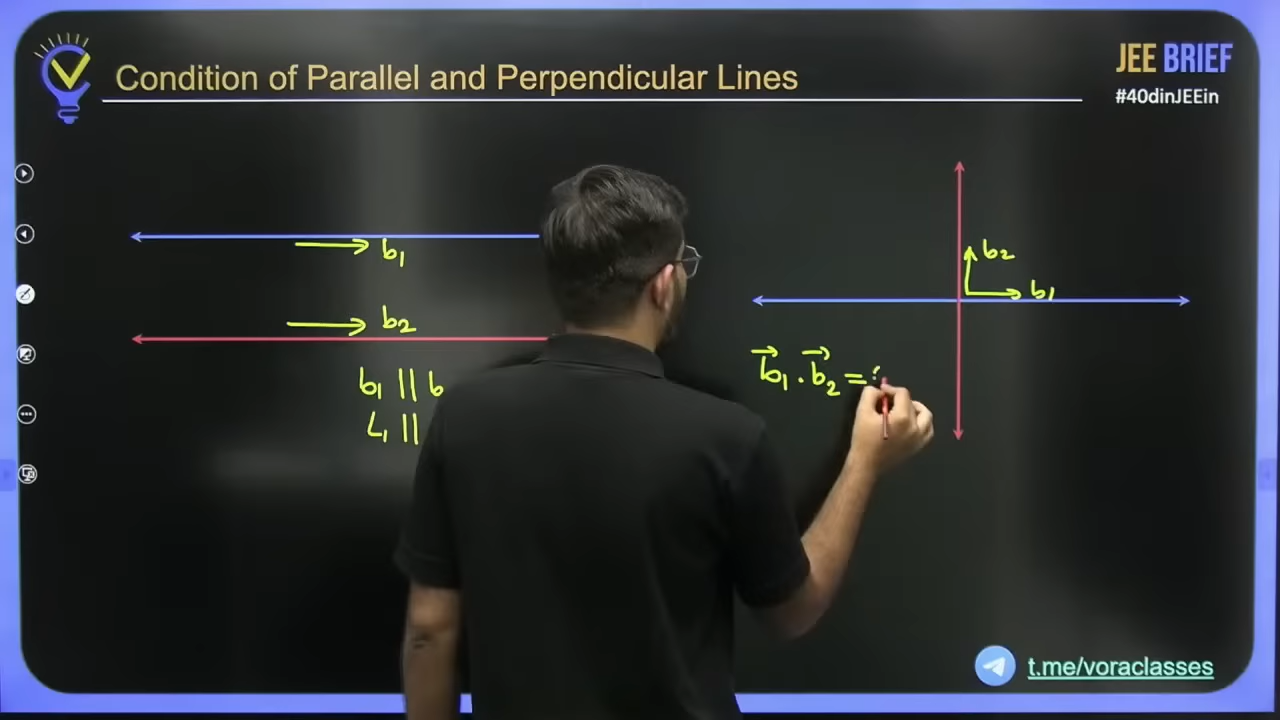 Condition of Parallel and Perpendicular Lines
JEE BRIEF
#40dinJEEin
b₁
b₂
b₁ || b
L₁ ||
b₂
b₁
b⃗₁ . b⃗₂ =
t.me/voraclasses